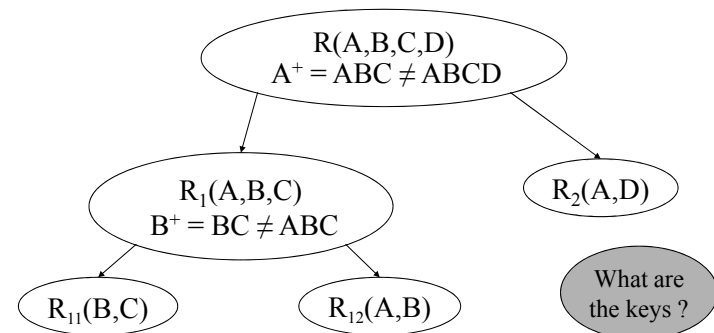 R(A,B,C,D)
A⁺ = ABC ≠ ABCD
R₁(A,B,C)
B⁺ = BC ≠ ABC
R₂(A,D)
R₁₁(B,C)
R₁₂(A,B)
What are
the keys ?